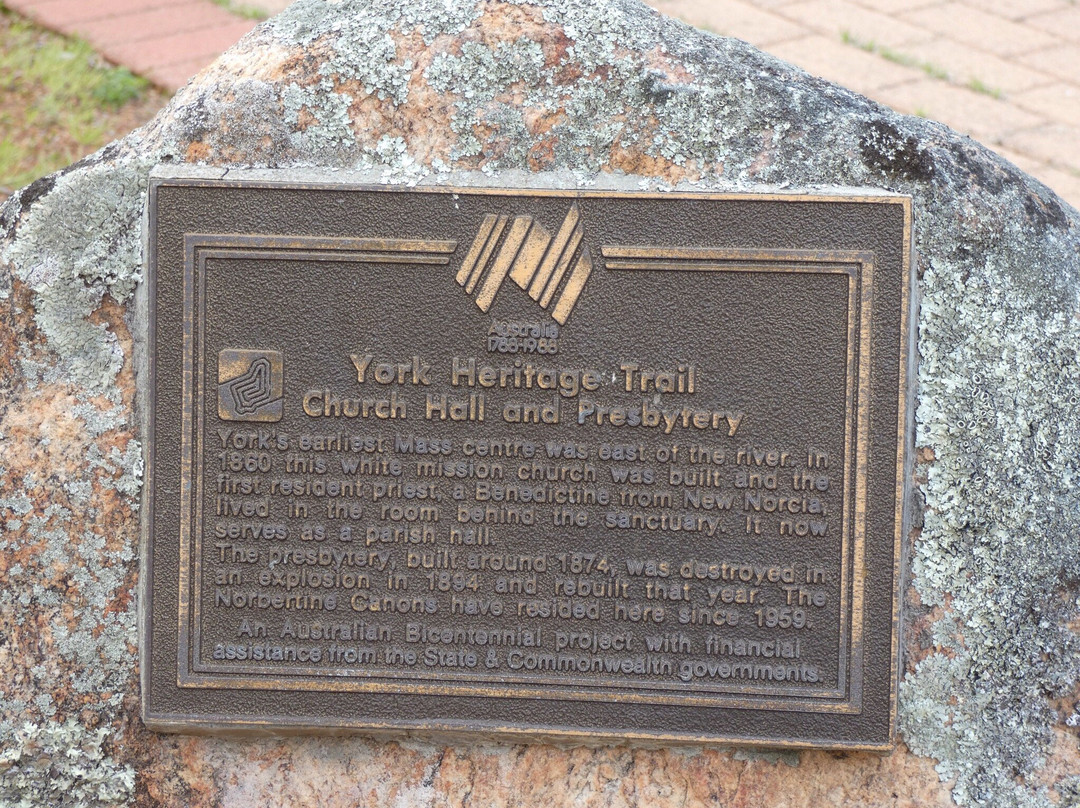 Australia
1788-1988
York Heritage Trail
Church Hall and Presbytery
York's earliest Mass centre was east of the river. In
1860 this white mission church was built and the
first resident priest, a Benedictine from New Norcia,
lived in the room behind the sanctuary. It now
serves as a parish hall.
The presbytery, built around 1874, was destroyed in
an explosion in 1894 and rebuilt that year. The
Norbertine Canons have resided here since 1959.
An Australian Bicentennial project with financial
assistance from the State & Commonwealth governments.